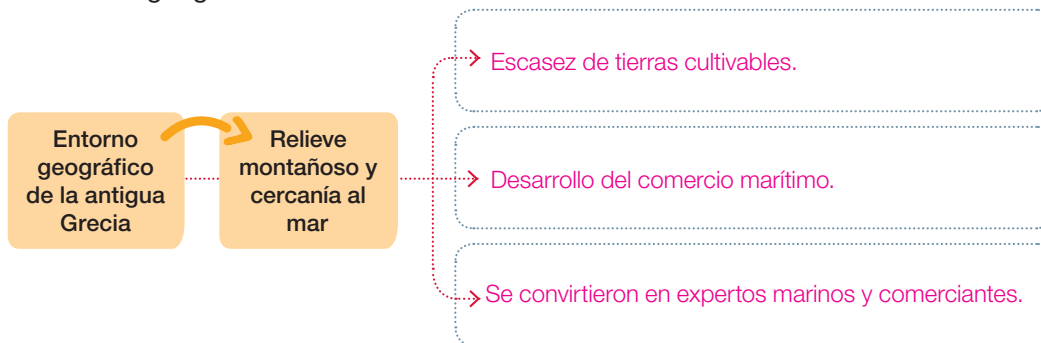 Entorno
geográfico
de la antigua
Grecia
Relieve
montañoso y
cercanía al
mar
Escasez de tierras cultivables.
Desarrollo del comercio marítimo.
Se convirtieron en expertos marinos y comerciantes.